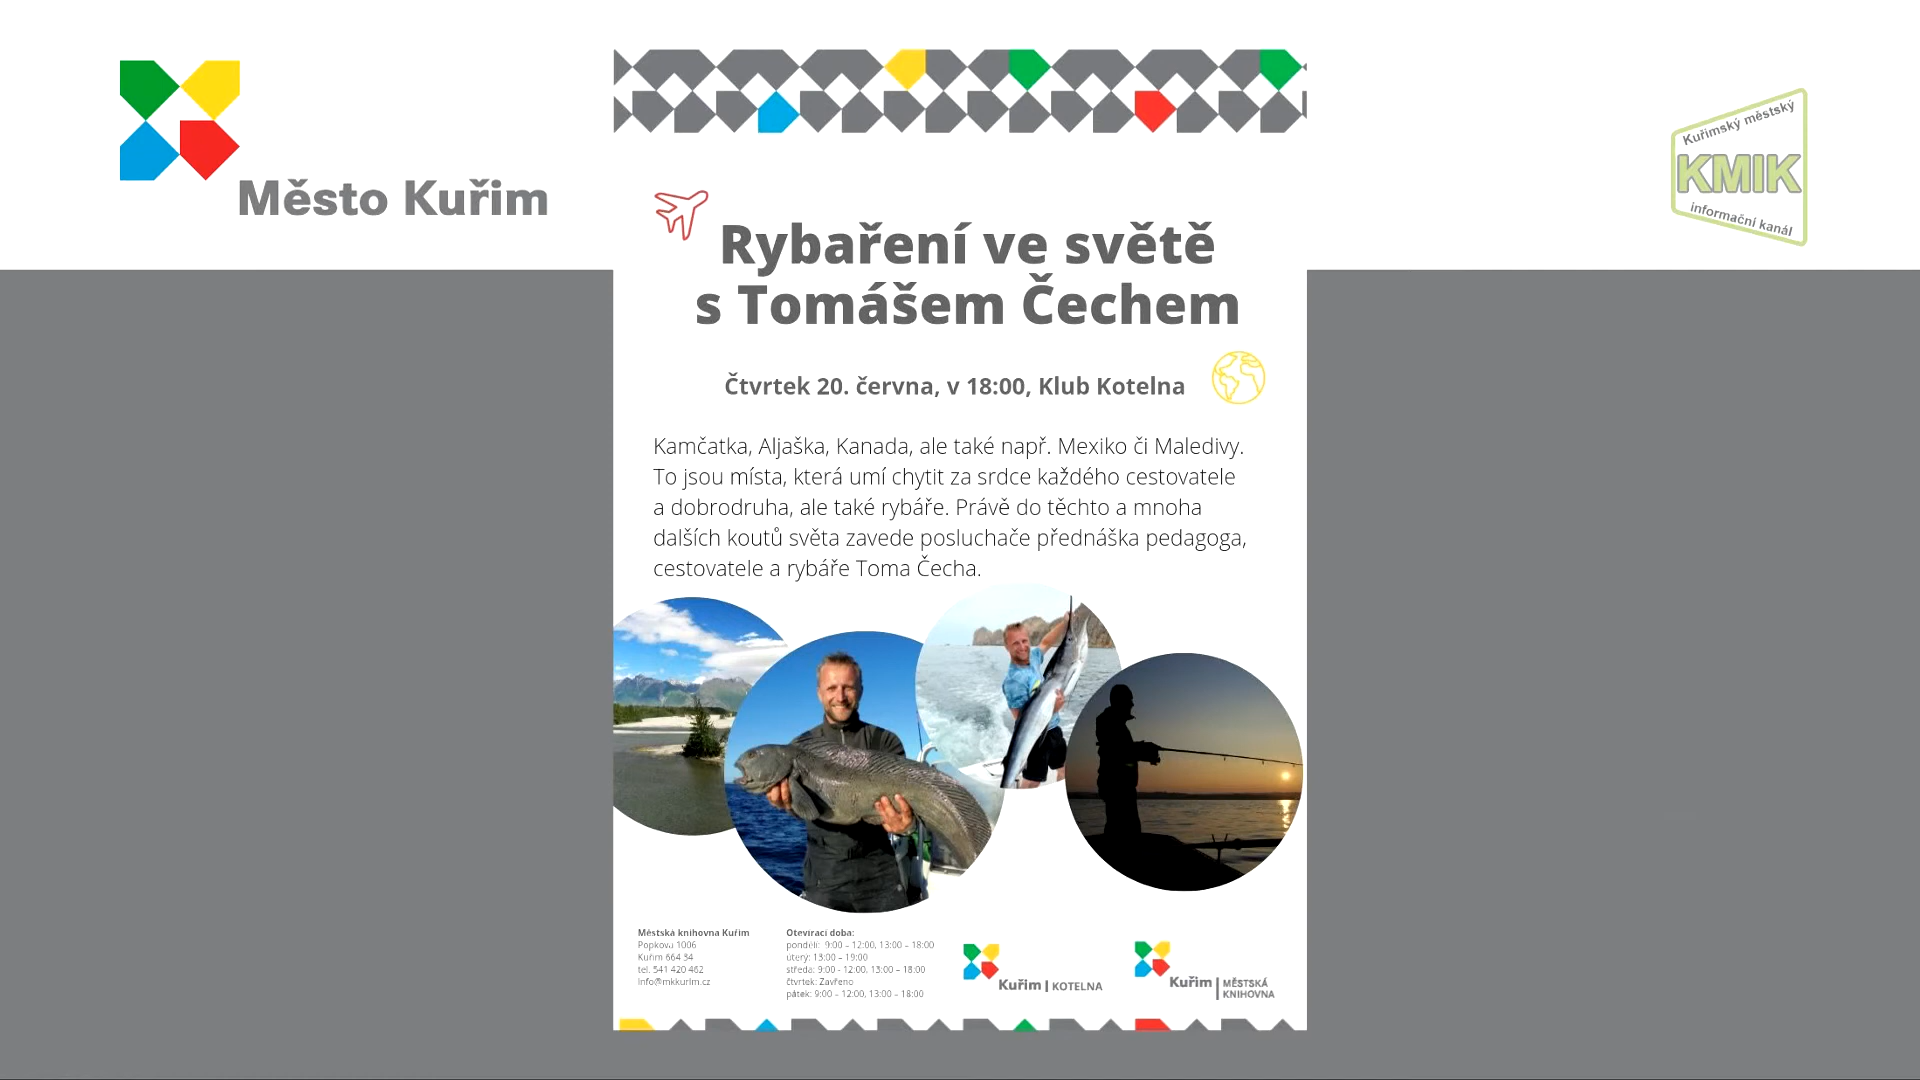 Město Kuřim
Kuřimský městský
KMIK
informační kanál
Rybaření ve světě
s Tomášem Čechem
Čtvrtek 20. června, v 18:00, Klub Kotelna
Kamčatka, Aljaška, Kanada, ale také např. Mexiko či Maledivy.
To jsou místa, která umí chytit za srdce každého cestovatele
a dobrodruha, ale také rybáře. Právě do těchto a mnoha
dalších koutů světa zavede posluchače přednáška pedagoga,
cestovatele a rybáře Toma Čecha.
Městská knihovna Kuřim
Popkova 1006
Kuřim 664 34
tel. 541 420 462
info@mkkurim.cz
Otevírací doba:
pondělí: 9:00 – 12:00, 13:00 – 18:00
úterý: 13:00 – 19:00
středa: 9:00 - 12:00, 13:00 – 18:00
čtvrtek: Zavřeno
pátek: 9:00 – 12:00, 13:00 – 18:00
Kuřim | KOTELNA
Kuřim | MĚSTSKÁ
KNIHOVNA